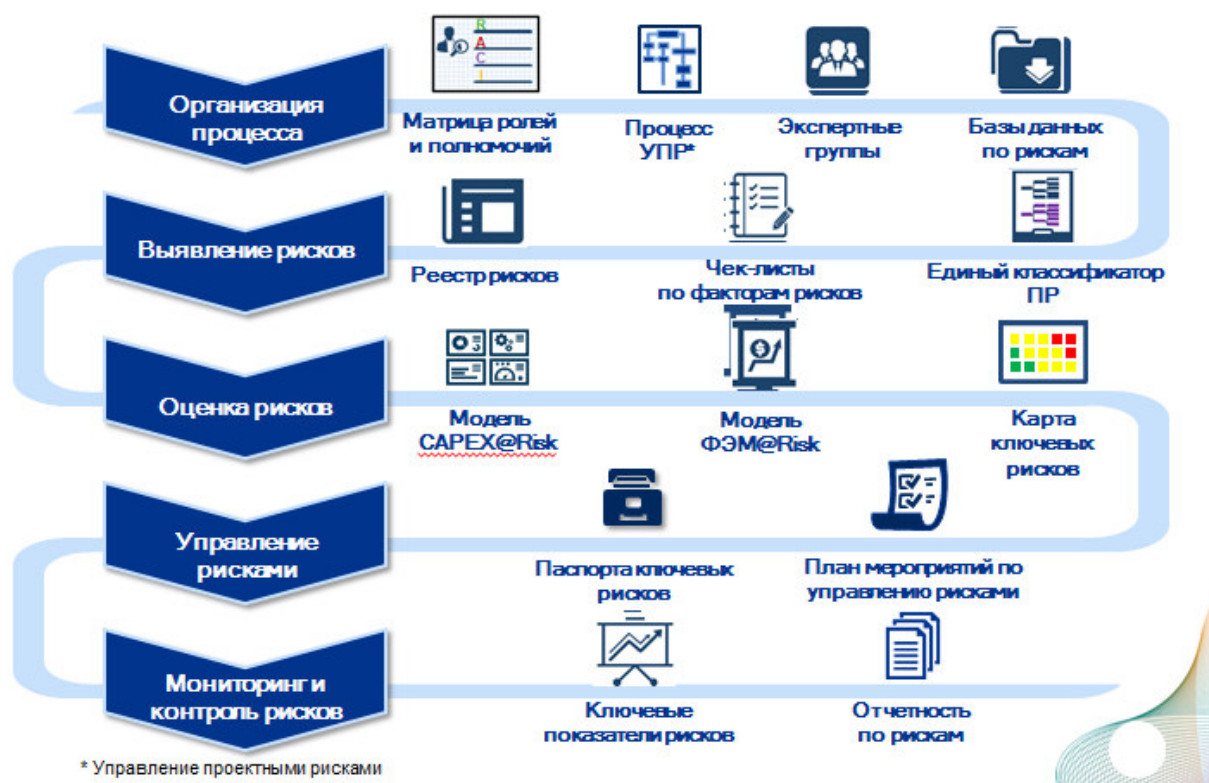 R
A
C
I
Организация
процесса
Матрица ролей
и полномочий
Процесс
УПР*
Экспертные
группы
Базы данных
по рискам
Выявление рисков
Реестр рисков
Чек-листы
по факторам рисков
Единый классификатор
ПР
Оценка рисков
Модель
CAPEX@Risk
Модель
ФЭМ@Risk
Карта
ключевых
рисков
Управление
рисками
Паспорта ключевых
рисков
План мероприятий по
управлению рисками
Мониторинг и
контроль рисков
Ключевые
показатели рисков
Отчетность
по рискам
* Управление проектными рисками